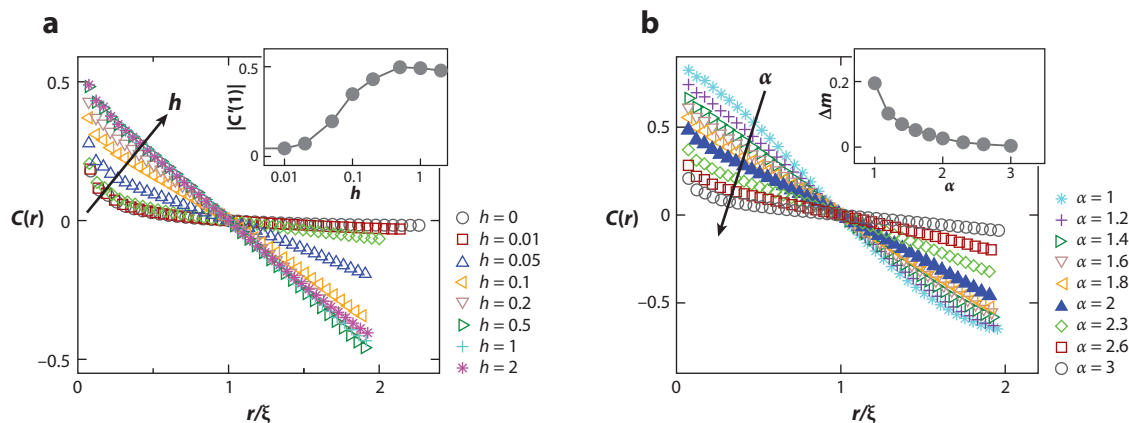 a
0.5
0
–0.5
C(r)
h
0
1
2
r/ξ
|C'(1)|
0.5
0
0.01
0.1
1
h
h = 0
h = 0.01
h = 0.05
h = 0.1
h = 0.2
h = 0.5
h = 1
h = 2
b
0.5
0
–0.5
C(r)
α
0
1
2
r/ξ
Δm
0.2
0
1
2
3
α
α = 1
α = 1.2
α = 1.4
α = 1.6
α = 1.8
α = 2
α = 2.3
α = 2.6
α = 3